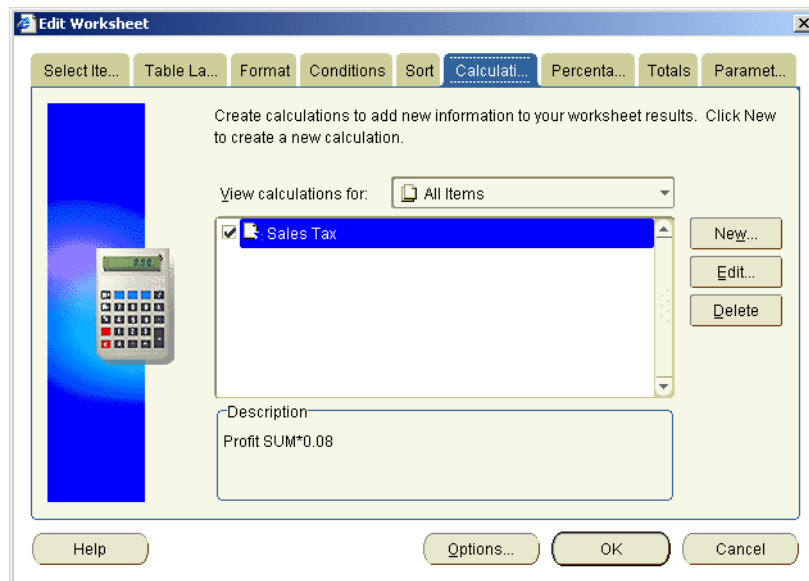 Edit Worksheet
Select Ite... Table La... Format Conditions Sort Calculati... Percenta... Totals Paramet...
Create calculations to add new information to your worksheet results. Click New
to create a new calculation.
View calculations for: All Items
Sales Tax
New...
Edit...
Delete
Description
Profit SUM*0.08
Help Options... OK Cancel